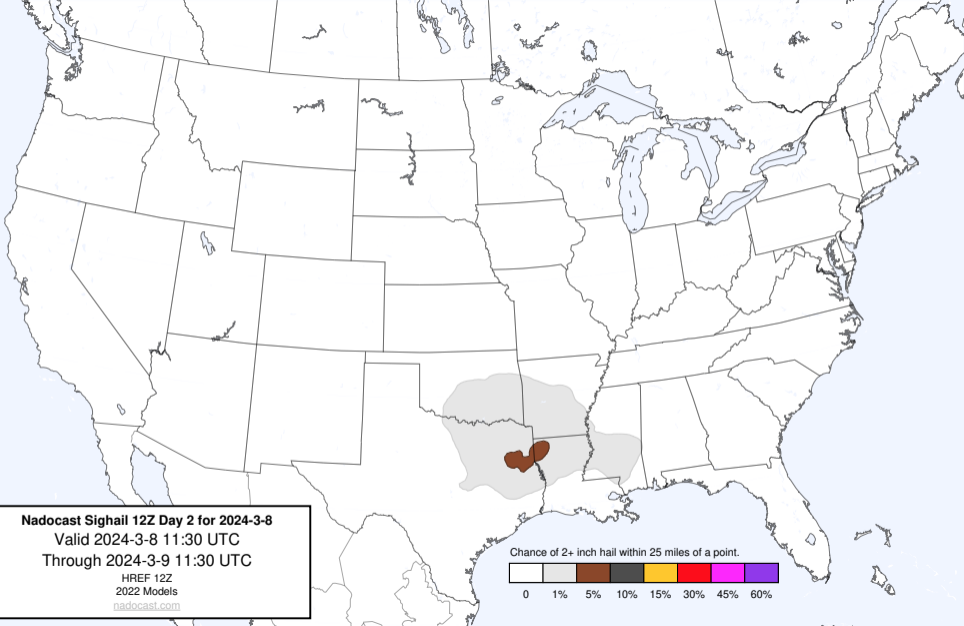 Nadocast Sighail 12Z Day 2 for 2024-3-8
Valid 2024-3-8 11:30 UTC
Through 2024-3-9 11:30 UTC
HREF 12Z
2022 Models
nadocast.com
Chance of 2+ inch hail within 25 miles of a point.
0 1% 5% 10% 15% 30% 45% 60%